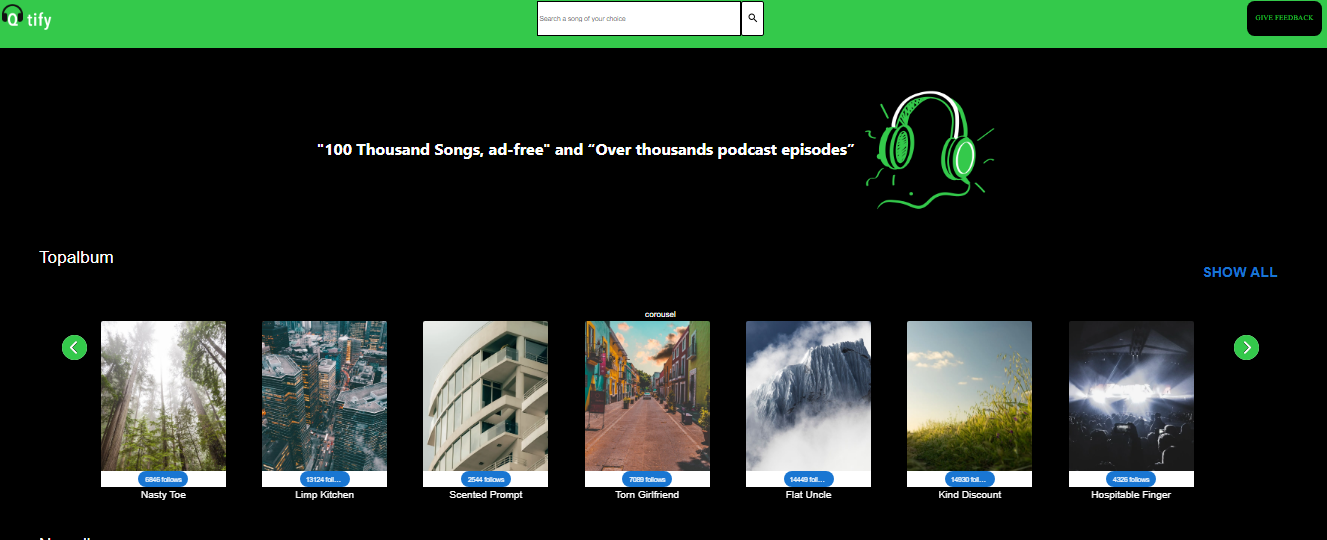 Qtify
Search a song of your choice
GIVE FEEDBACK
"100 Thousand Songs, ad-free" and “Over thousands podcast episodes”
Topalbum
SHOW ALL
corousel
6846 follows
13124 foll...
2544 follows
7089 follows
14449 foll...
14930 foll...
4326 follows
Nasty Toe
Limp Kitchen
Scented Prompt
Torn Girlfriend
Flat Uncle
Kind Discount
Hospitable Finger